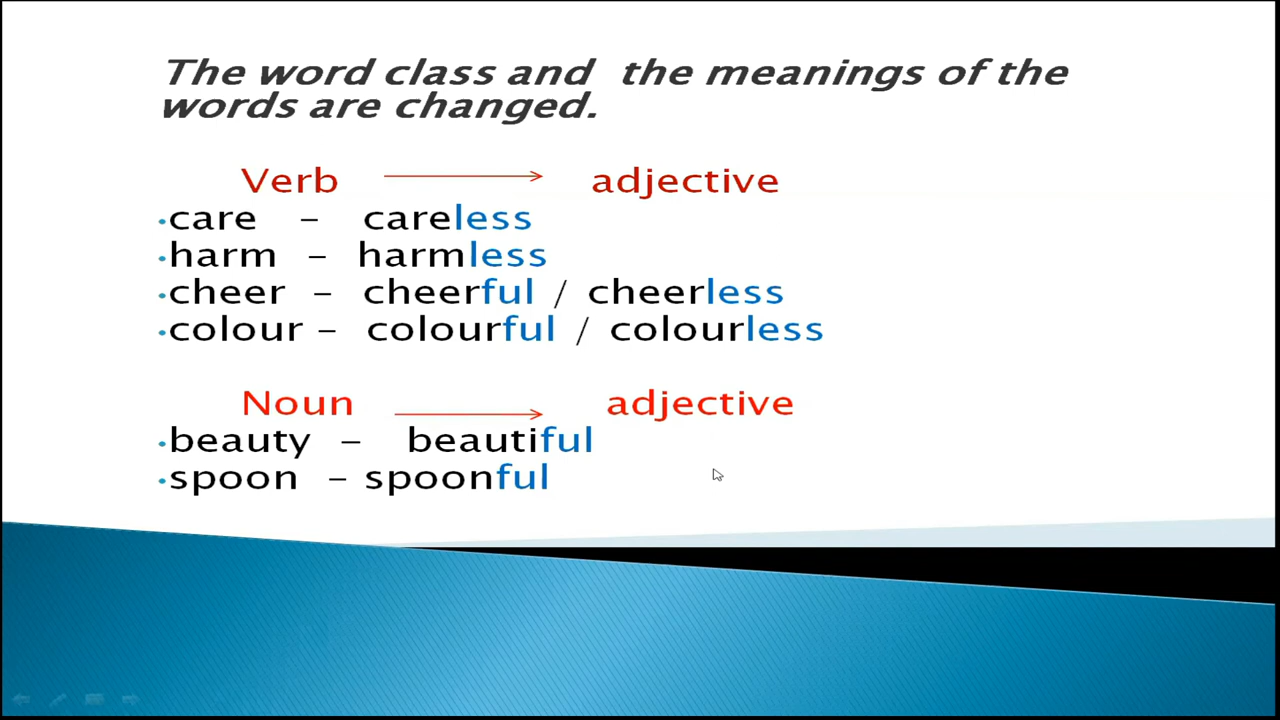 The word class and the meanings of the
words are changed.
Verb adjective
•care – careless
•harm – harmless
•cheer – cheerful / cheerless
•colour – colourful / colourless
Noun adjective
•beauty – beautiful
•spoon – spoonful